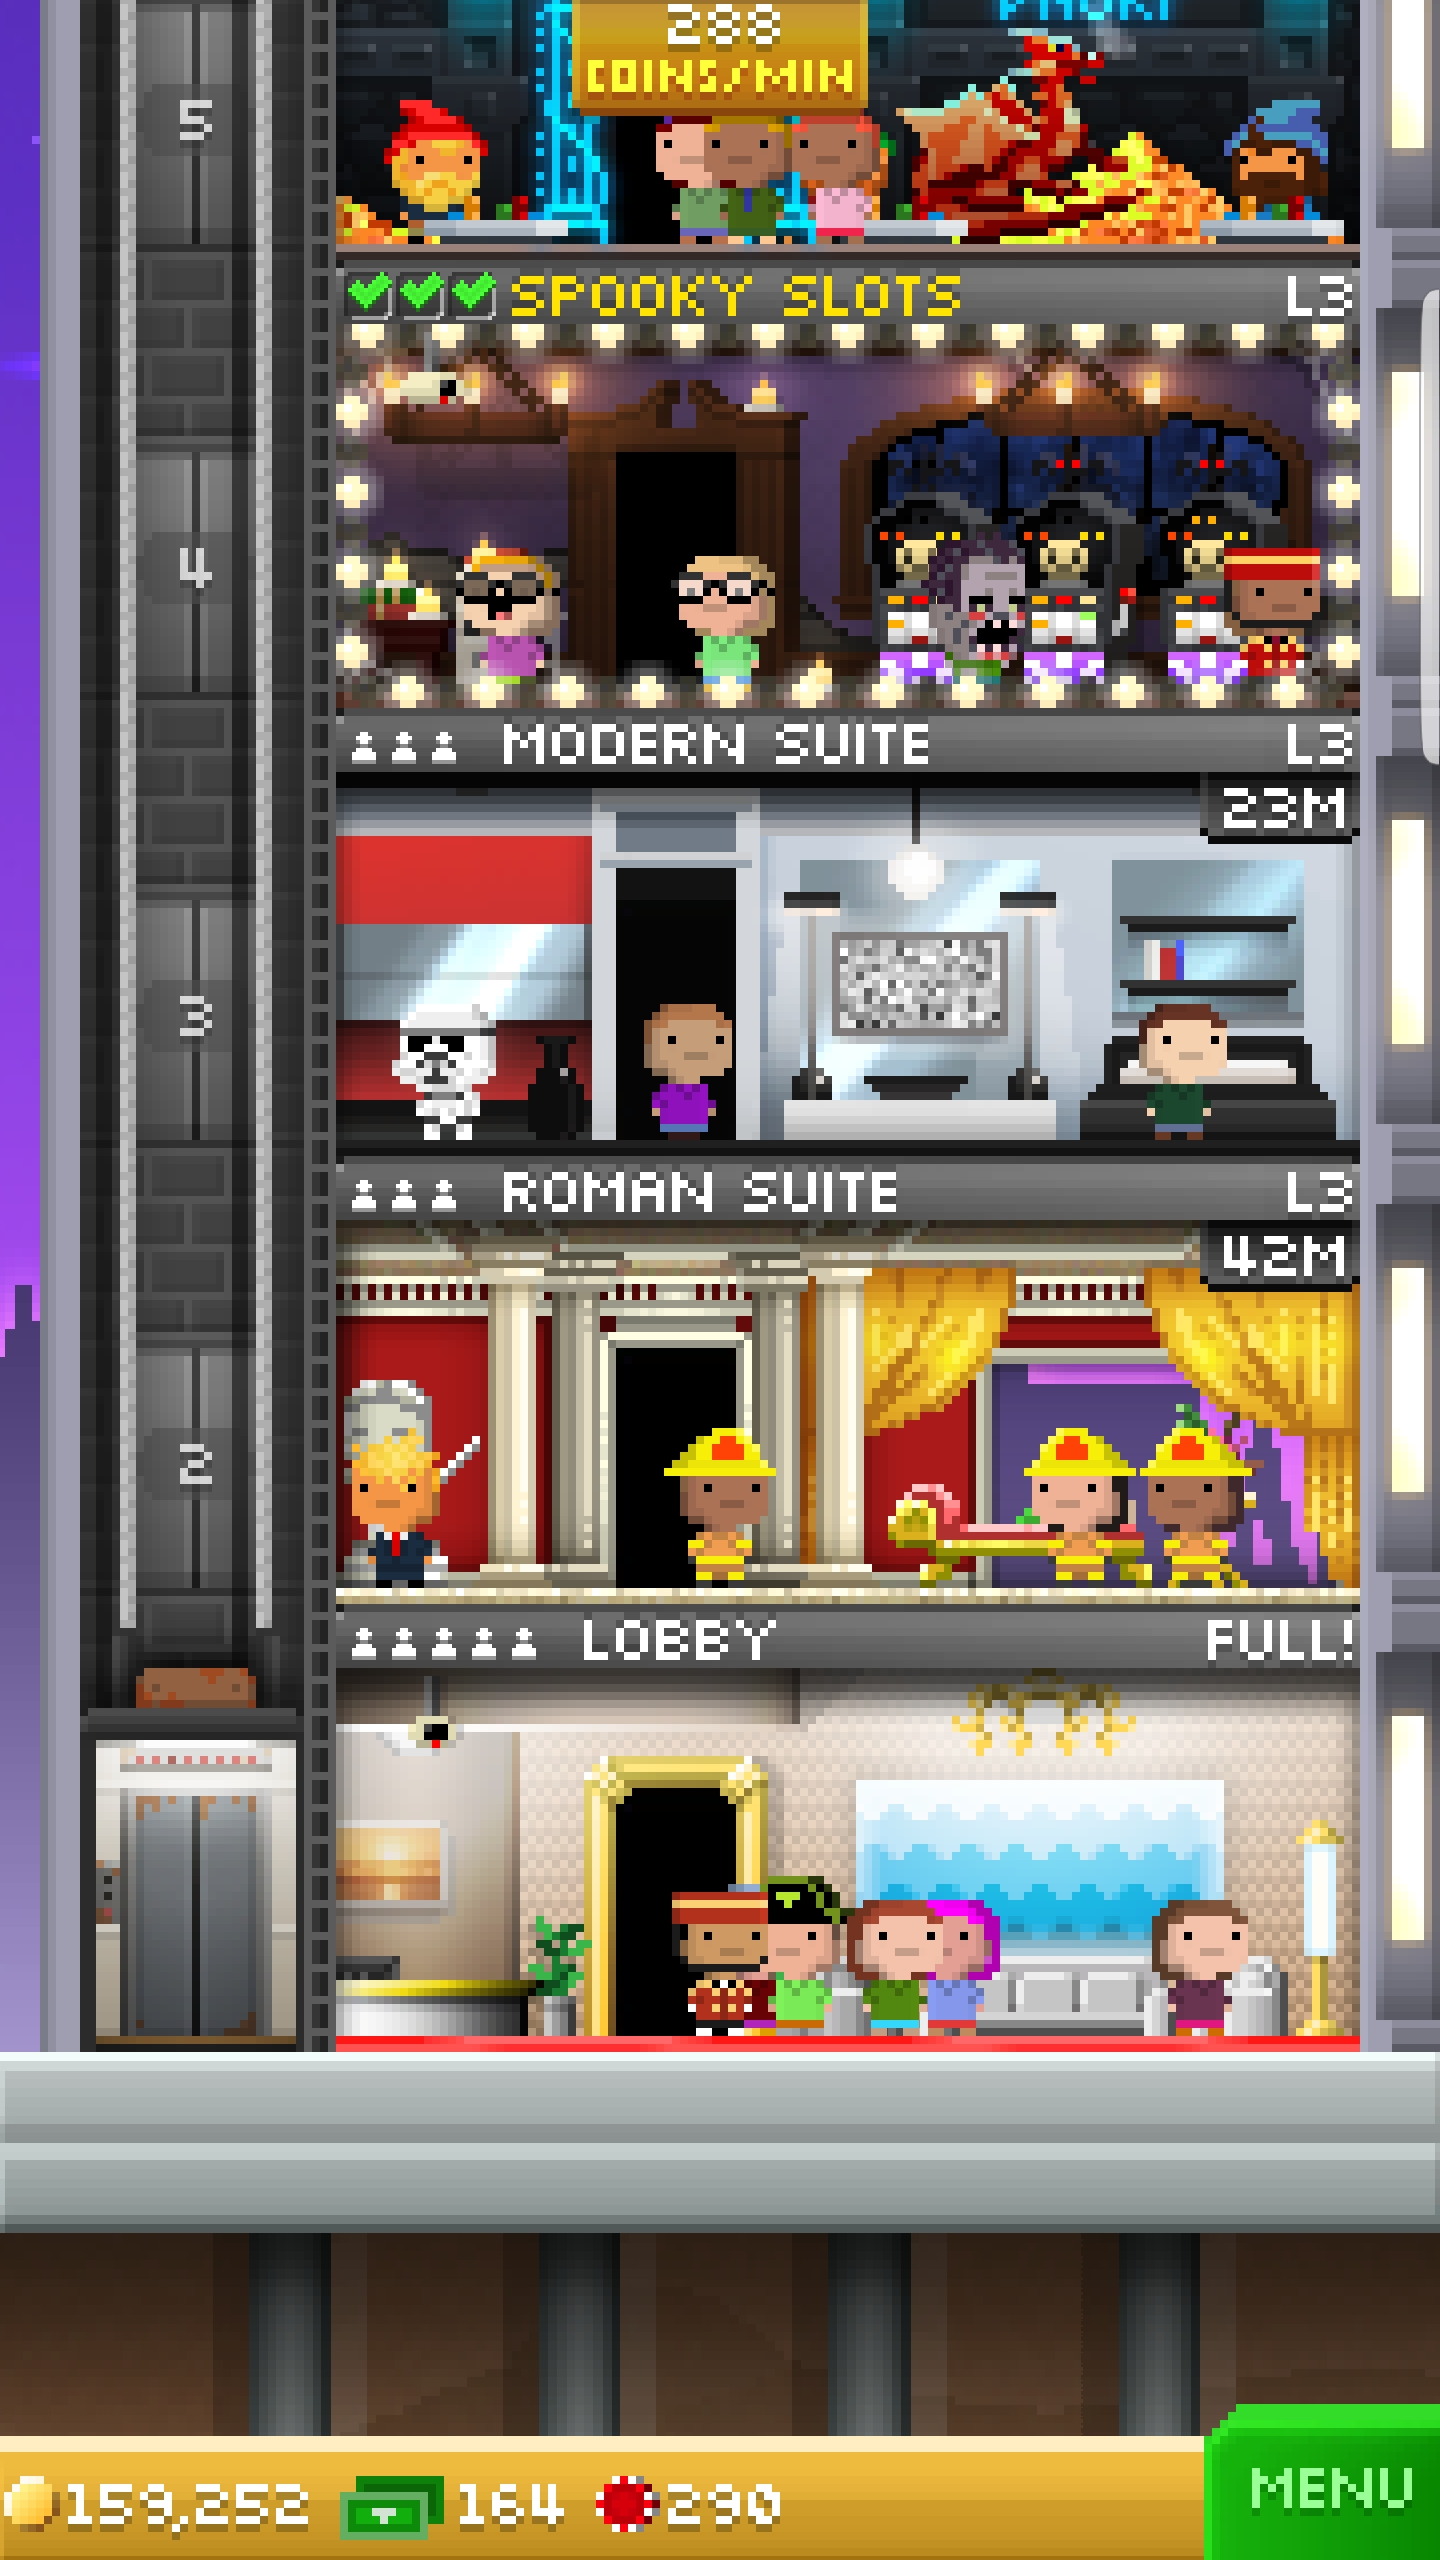 288
COINS/MIN
5
SPOOKY SLOTS L3
4
MODERN SUITE L3
23M
3
ROMAN SUITE L3
42M
2
LOBBY FULL!
159,252 164 290
MENU